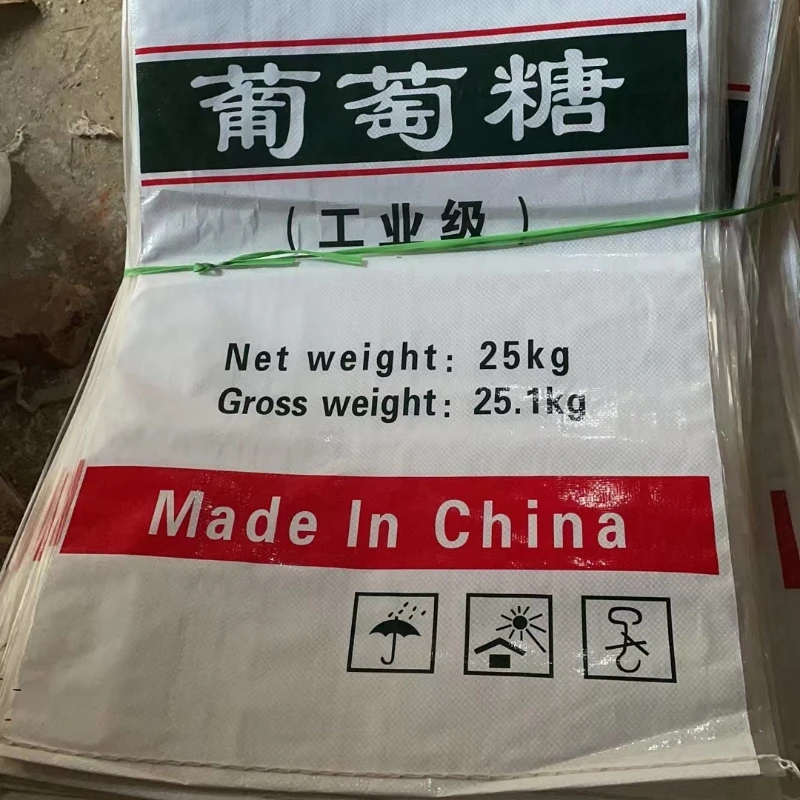 葡萄糖
（工业级）
Net weight: 25kg
Gross weight: 25.1kg
Made In China